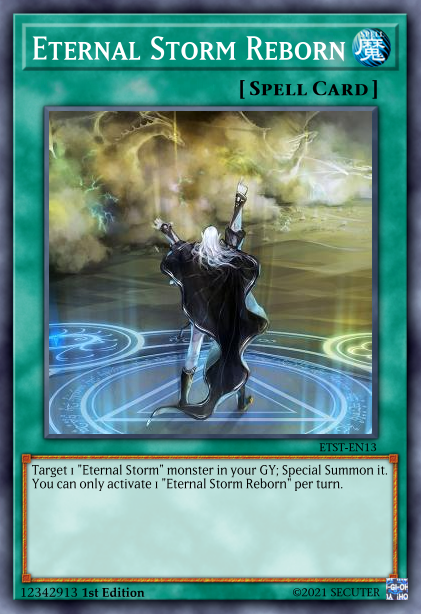 Eternal Storm Reborn 魔
[Spell Card]
ETST-EN13
Target 1 "Eternal Storm" monster in your GY; Special Summon it.
You can only activate 1 "Eternal Storm Reborn" per turn.
12342913 1st Edition ©2021 SECUTER